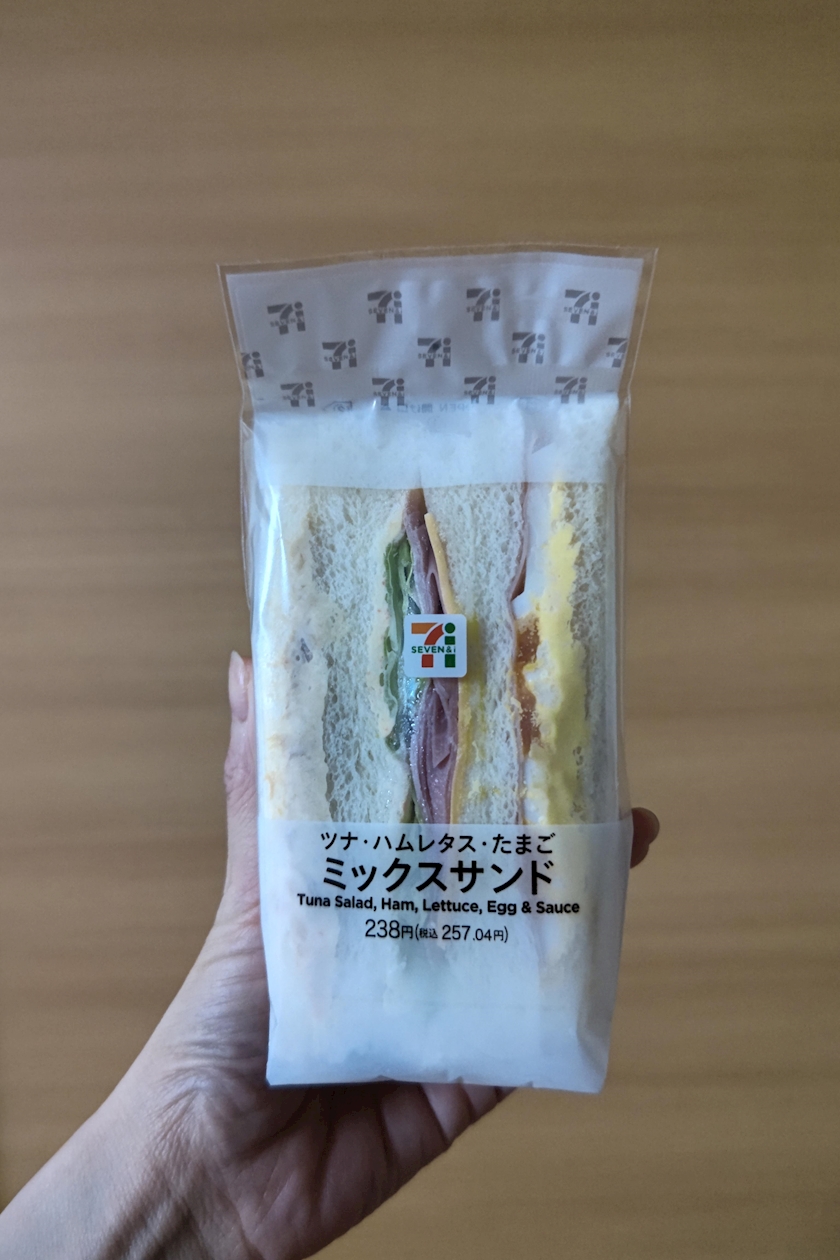 SEVEN&i
ツナ・ハムレタス・たまご
ミックスサンド
Tuna Salad, Ham, Lettuce, Egg & Sauce
238円(税込 257.04円)